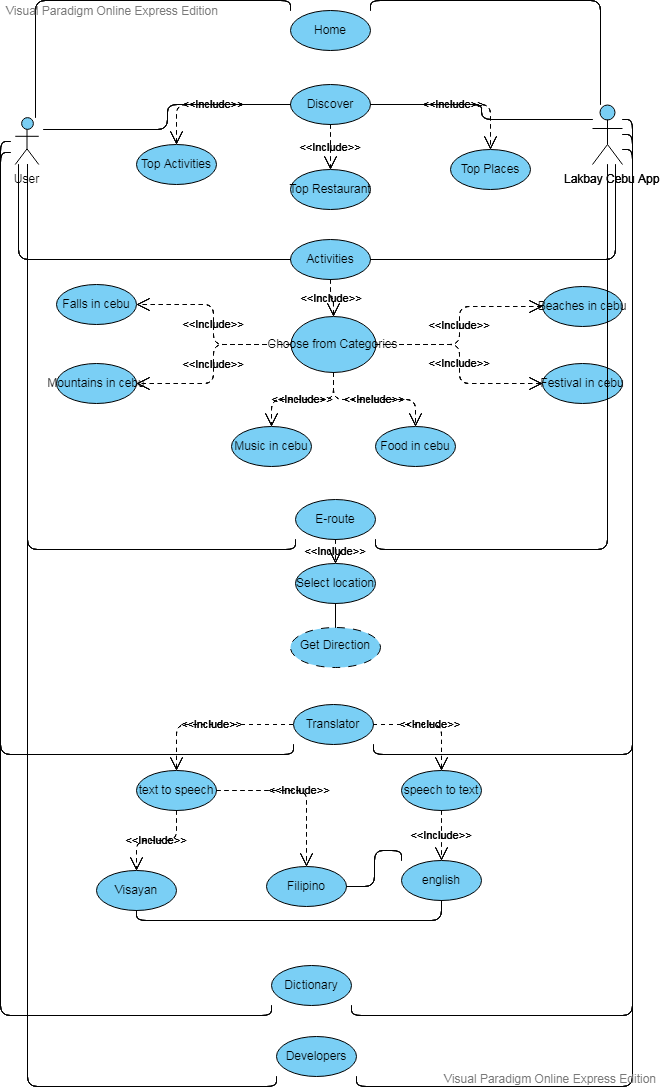 Visual Paradigm Online Express Edition
Home
<<Include>>
Discover
<<Include>>
<<Include>>
Top Activities
Top Places
User
Lakbay Cebu App
Top Restaurant
Activities
<<Include>>
Falls in cebu
Beaches in cebu
<<Include>>
<<Include>>
Choose from Categories
<<Include>>
<<Include>>
Mountains in cebu
Festival in cebu
<<Include>>
<<Include>>
Music in cebu
Food in cebu
E-route
<<Include>>
Select location
Get Direction
<<Include>>
Translator
<<Include>>
text to speech
<<Include>>
speech to text
<<Include>>
<<Include>>
Visayan
Filipino
english
Dictionary
Developers
Visual Paradigm Online Express Edition